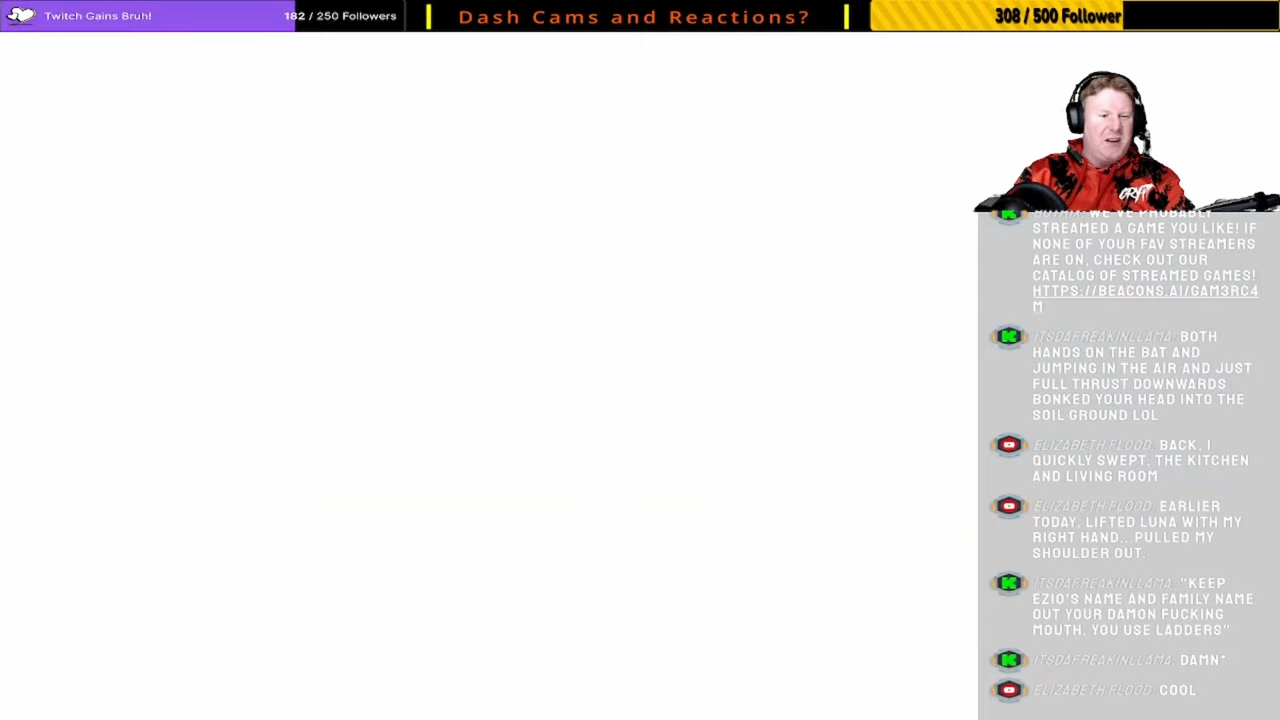 Twitch Gains Bruh!
182 / 250 Followers
Dash Cams and Reactions?
308 / 500 Follower
CRYPT
WE'VE PROBABLY
STREAMED A GAME YOU LIKE! IF
NONE OF YOUR FAV STREAMERS
ARE ON, CHECK OUT OUR
CATALOG OF STREAMED GAMES!
HTTPS://BEACONS.AI/GAM3RC4
M
ITSDAFREAKINLLAMA: BOTH
HANDS ON THE BAT AND
JUMPING IN THE AIR AND JUST
FULL THRUST DOWNWARDS
BONKED YOUR HEAD INTO THE
SOIL GROUND LOL
ELIZABETH FLOOD: BACK, I
QUICKLY SWEPT, THE KITCHEN
AND LIVING ROOM
ELIZABETH FLOOD: EARLIER
TODAY, LIFTED LUNA WITH MY
RIGHT HAND...PULLED MY
SHOULDER OUT.
ITSDAFREAKINLLAMA: "KEEP
EZIO'S NAME AND FAMILY NAME
OUT YOUR DAMON FUCKING
MOUTH. YOU USE LADDERS"
ITSDAFREAKINLLAMA: DAMN*
ELIZABETH FLOOD: COOL